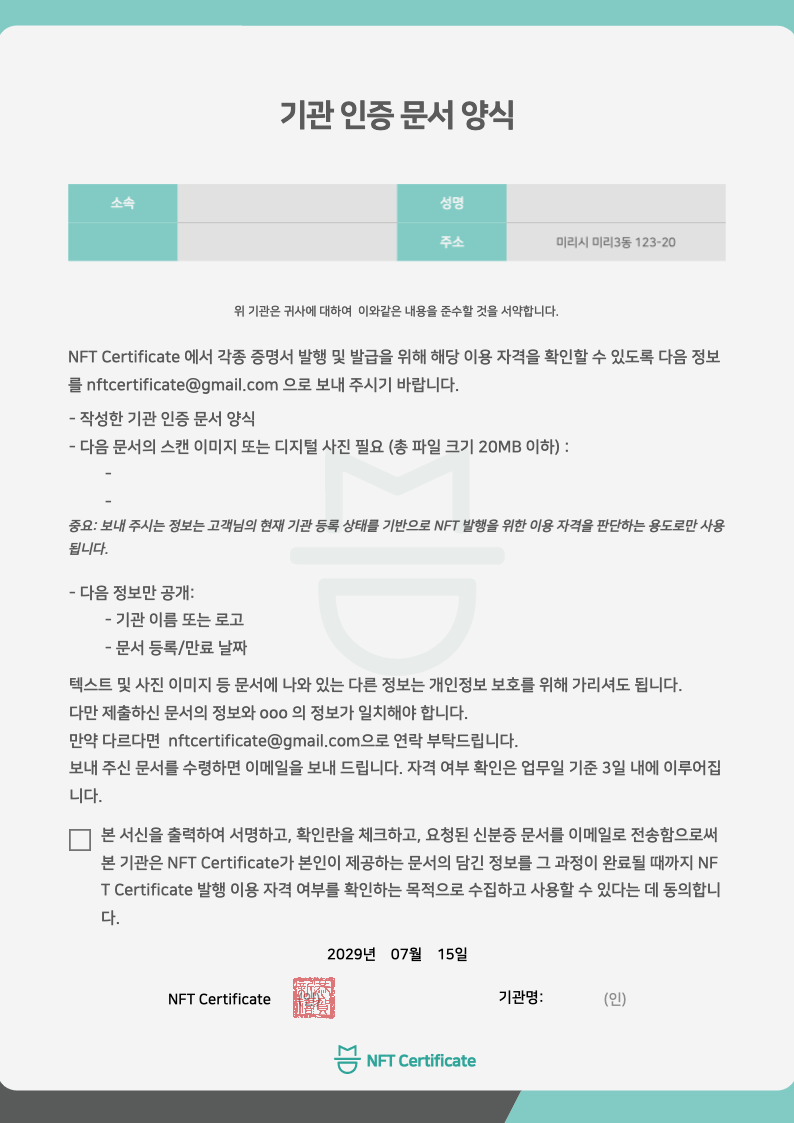 기관 인증 문서 양식
소속 성명
주소 미리시 미리3동 123-20
위 기관은 귀사에 대하여 이와같은 내용을 준수할 것을 서약합니다.
NFT Certificate 에서 각종 증명서 발행 및 발급을 위해 해당 이용 자격을 확인할 수 있도록 다음 정보
를 nftcertificate@gmail.com 으로 보내 주시기 바랍니다.
- 작성한 기관 인증 문서 양식
- 다음 문서의 스캔 이미지 또는 디지털 사진 필요 (총 파일 크기 20MB 이하) :
-
-
중요: 보내 주시는 정보는 고객님의 현재 기관 등록 상태를 기반으로 NFT 발행을 위한 이용 자격을 판단하는 용도로만 사용
됩니다.
- 다음 정보만 공개:
- 기관 이름 또는 로고
- 문서 등록/만료 날짜
텍스트 및 사진 이미지 등 문서에 나와 있는 다른 정보는 개인정보 보호를 위해 가리셔도 됩니다.
다만 제출하신 문서의 정보와 ooo 의 정보가 일치해야 합니다.
만약 다르다면 nftcertificate@gmail.com으로 연락 부탁드립니다.
보내 주신 문서를 수령하면 이메일을 보내 드립니다. 자격 여부 확인은 업무일 기준 3일 내에 이루어집
니다.
본 서신을 출력하여 서명하고, 확인란을 체크하고, 요청된 신분증 문서를 이메일로 전송함으로써
본 기관은 NFT Certificate가 본인이 제공하는 문서의 담긴 정보를 그 과정이 완료될 때까지 NF
T Certificate 발행 이용 자격 여부를 확인하는 목적으로 수집하고 사용할 수 있다는 데 동의합니
다.
2029년 07월 15일
NFT Certificate 기관명: (인)
NFT Certificate